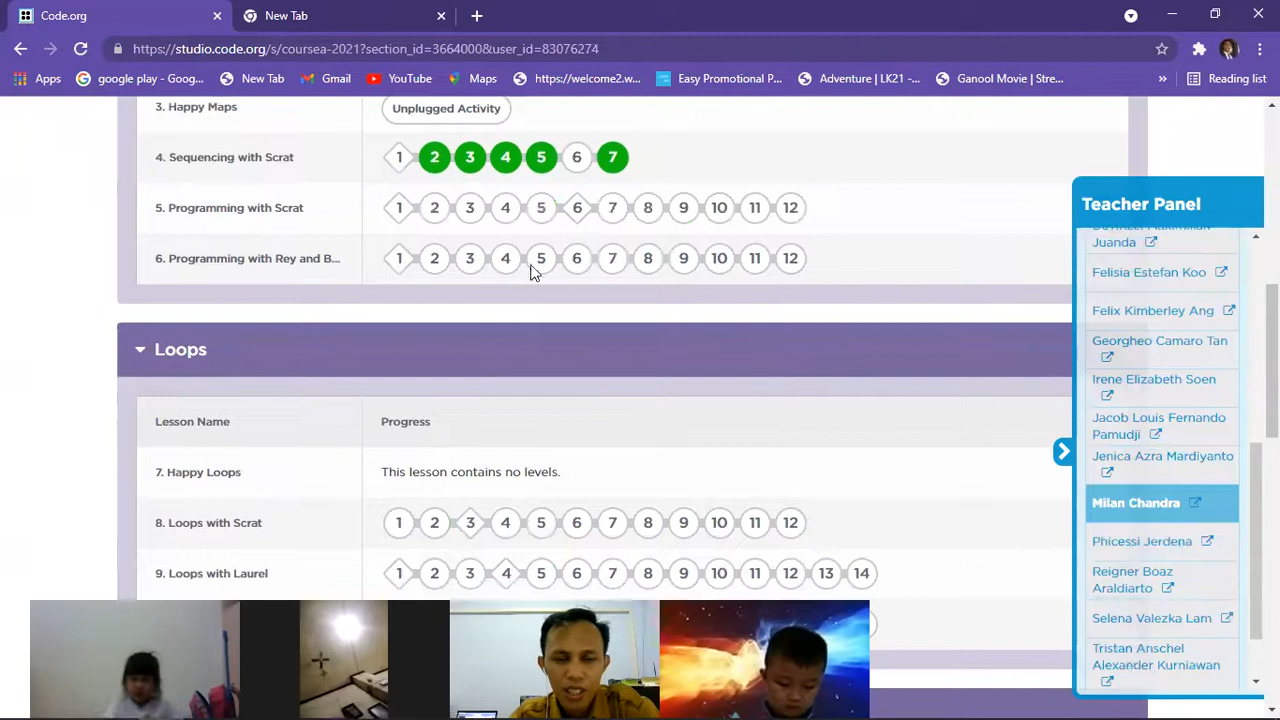 Code.org
New Tab
https://studio.code.org/s/coursea-2021?section_id=3664000&user_id=83076274
Apps
google play - Goog...
New Tab
Gmail
YouTube
Maps
https://welcome2.w...
Easy Promotional P...
Adventure | LK21 -...
Ganool Movie | Stre...
»
Reading list
3. Happy Maps
Unplugged Activity
4. Sequencing with Scrat
1 2 3 4 5 6 7
5. Programming with Scrat
1 2 3 4 5 6 7 8 9 10 11 12
6. Programming with Rey and B...
1 2 3 4 5 6 7 8 9 10 11 12
Loops
Lesson Name
Progress
7. Happy Loops
This lesson contains no levels.
8. Loops with Scrat
1 2 3 4 5 6 7 8 9 10 11 12
9. Loops with Laurel
1 2 3 4 5 6 7 8 9 10 11 12 13 14
Teacher Panel
Juanda
Felisia Estefan Koo
Felix Kimberley Ang
Georgheo Camaro Tan
Irene Elizabeth Soen
Jacob Louis Fernando
Pamudji
Jenica Azra Mardiyanto
Milan Chandra
Phicessi Jerdena
Reigner Boaz
Araldiarto
Selena Valezka Lam
Tristan Anschel
Alexander Kurniawan